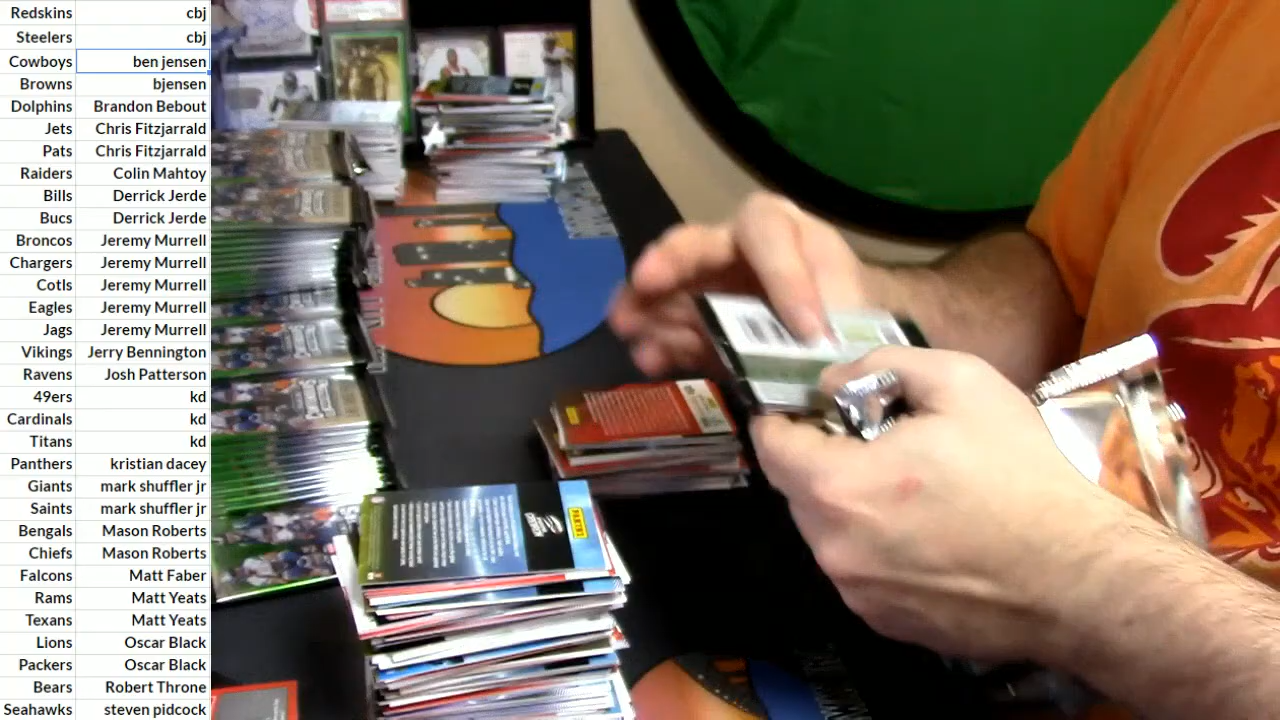 Redskins cbj
Steelers cbj
Cowboys ben jensen
Browns bjensen
Dolphins Brandon Bebout
Jets Chris Fitzjarrald
Pats Chris Fitzjarrald
Raiders Colin Mahtoy
Bills Derrick Jerde
Bucs Derrick Jerde
Broncos Jeremy Murrell
Chargers Jeremy Murrell
Cotls Jeremy Murrell
Eagles Jeremy Murrell
Jags Jeremy Murrell
Vikings Jerry Bennington
Ravens Josh Patterson
49ers kd
Cardinals kd
Titans kd
Panthers kristian dacey
Giants mark shuffler jr
Saints mark shuffler jr
Bengals Mason Roberts
Chiefs Mason Roberts
Falcons Matt Faber
Rams Matt Yeats
Texans Matt Yeats
Lions Oscar Black
Packers Oscar Black
Bears Robert Throne
Seahawks steven pidcock
PANINI